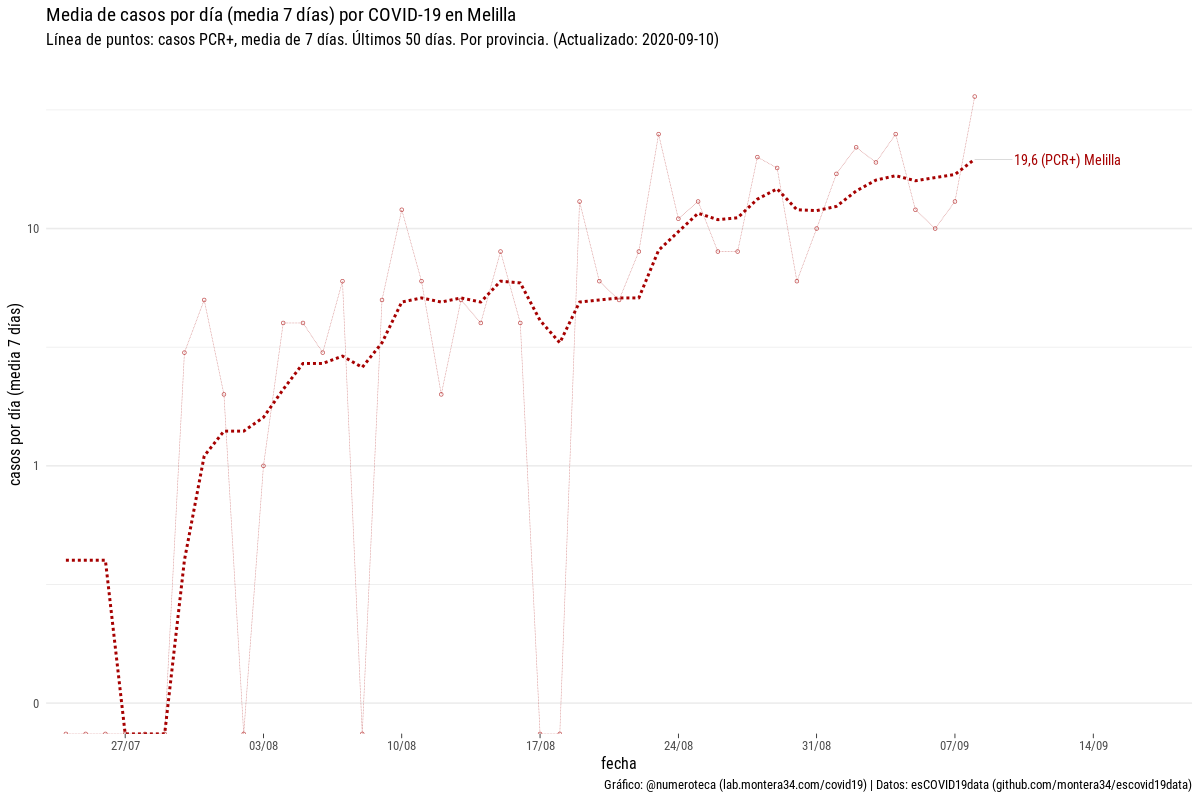 Media de casos por día (media 7 días) por COVID-19 en Melilla
Línea de puntos: casos PCR+, media de 7 días. Últimos 50 días. Por provincia. (Actualizado: 2020-09-10)
casos por día (media 7 días)
10
1
0
19,6 (PCR+) Melilla
27/07 03/08 10/08 17/08 24/08 31/08 07/09 14/09
fecha
Gráfico: @numeroteca (lab.montera34.com/covid19) | Datos: esCOVID19data (github.com/montera34/escovid19data)